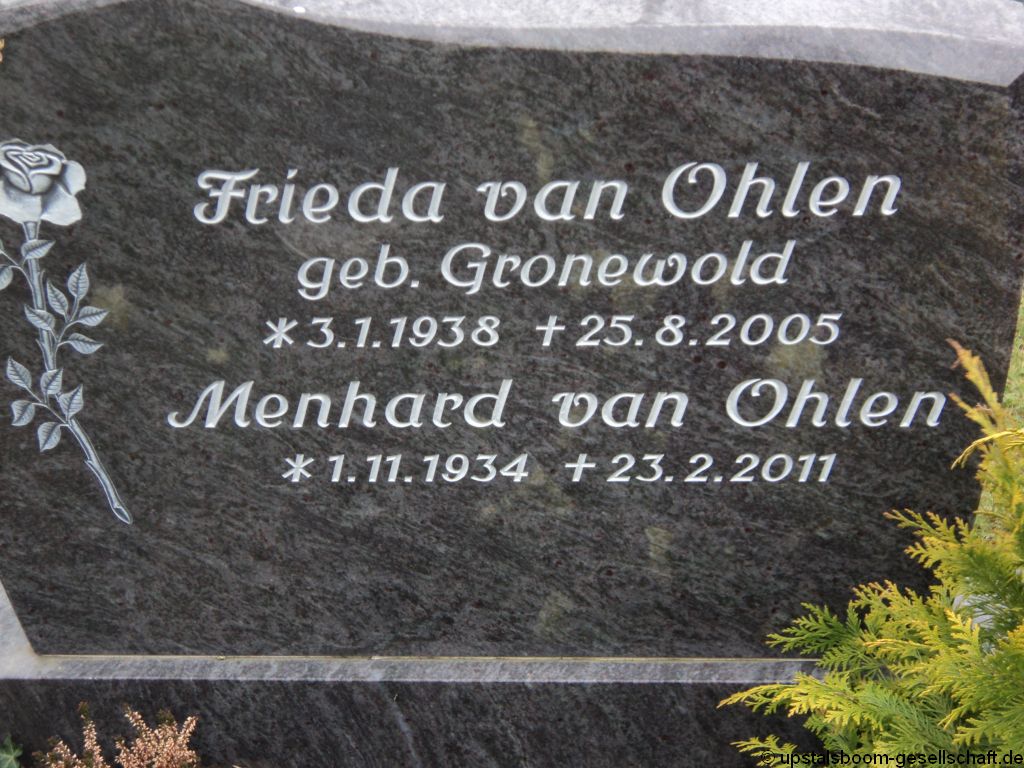 Frieda van Ohlen
geb. Gronewold
* 3.1.1938 † 25.8.2005
Menhard van Ohlen
* 1.11.1934 † 23.2.2011
© upstalsboom-gesellschaft.de